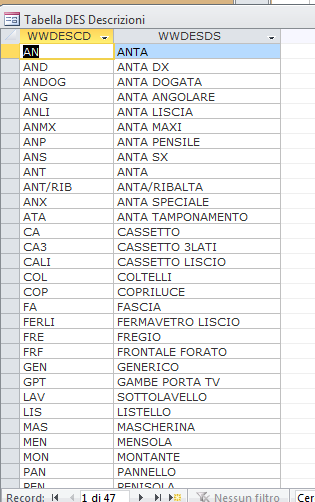 Tabella DES Descrizioni
WWDESCD WWDESDS
AN ANTA
AND ANTA DX
ANDOG ANTA DOGATA
ANG ANTA ANGOLARE
ANLI ANTA LISCIA
ANMX ANTA MAXI
ANP ANTA PENSILE
ANS ANTA SX
ANT ANTA
ANT/RIB ANTA/RIBALTA
ANX ANTA SPECIALE
ATA ANTA TAMPONAMENTO
CA CASSETTO
CA3 CASSETTO 3LATI
CALI CASSETTO LISCIO
COL COLTELLI
COP COPRILUCE
FA FASCIA
FERLI FERMAVETRO LISCIO
FRE FREGIO
FRF FRONTALE FORATO
GEN GENERICO
GPT GAMBE PORTA TV
LAV SOTTOLAVELLO
LIS LISTELLO
MAS MASCHERINA
MEN MENSOLA
MON MONTANTE
PAN PANNELLO
PEN PENISOLA
Record: 1 di 47 Nessun filtro Cer